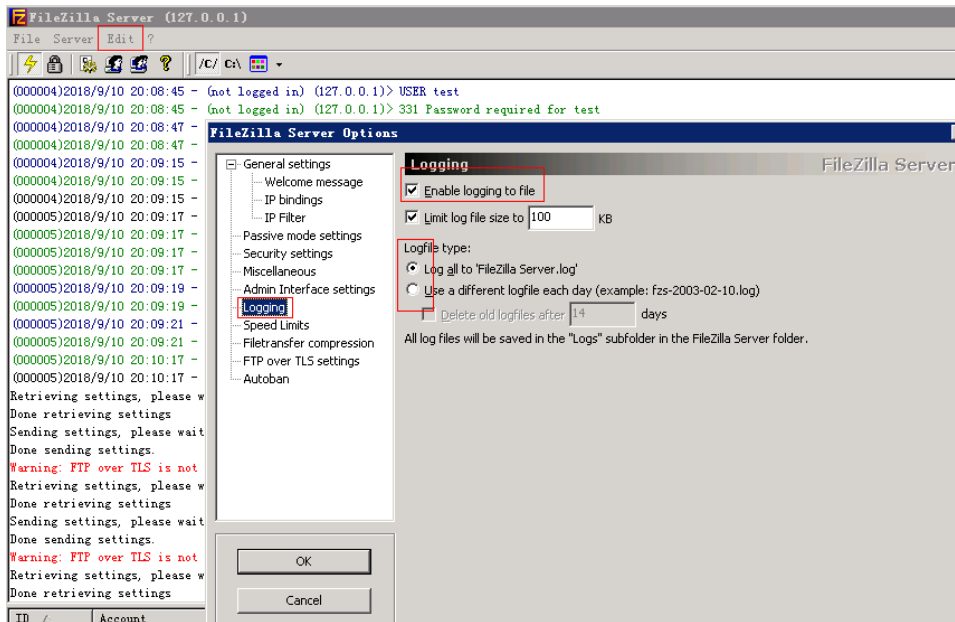 FileZilla Server (127.0.0.1)
File Server Edit ?
/C/ C:\
(000004)2018/9/10 20:08:45 - (not logged in) (127.0.0.1)> USER test
(000004)2018/9/10 20:08:45 - (not logged in) (127.0.0.1)> 331 Password required for test
(000004)2018/9/10 20:08:47 -
(000004)2018/9/10 20:08:47 -
(000004)2018/9/10 20:09:15 -
(000004)2018/9/10 20:09:15 -
(000004)2018/9/10 20:09:15 -
(000005)2018/9/10 20:09:17 -
(000005)2018/9/10 20:09:17 -
(000005)2018/9/10 20:09:17 -
(000005)2018/9/10 20:09:17 -
(000005)2018/9/10 20:09:19 -
(000005)2018/9/10 20:09:19 -
(000005)2018/9/10 20:09:21 -
(000005)2018/9/10 20:09:21 -
(000005)2018/9/10 20:10:17 -
(000005)2018/9/10 20:10:17 -
Retrieving settings, please w
Done retrieving settings
Sending settings, please wait
Done sending settings.
Warning: FTP over TLS is not
Retrieving settings, please w
Done retrieving settings
Sending settings, please wait
Done sending settings.
Warning: FTP over TLS is not
Retrieving settings, please w
Done retrieving settings
ID / Account
FileZilla Server Options
General settings
Welcome message
IP bindings
IP Filter
Passive mode settings
Security settings
Miscellaneous
Admin Interface settings
Logging
Speed Limits
Filetransfer compression
FTP over TLS settings
Autoban
OK
Cancel
Logging FileZilla Server
Enable logging to file
Limit log file size to 100 KB
Logfile type:
Log all to 'FileZilla Server.log'
Use a different logfile each day (example: fzs-2003-02-10.log)
Delete old logfiles after 14 days
All log files will be saved in the "Logs" subfolder in the FileZilla Server folder.